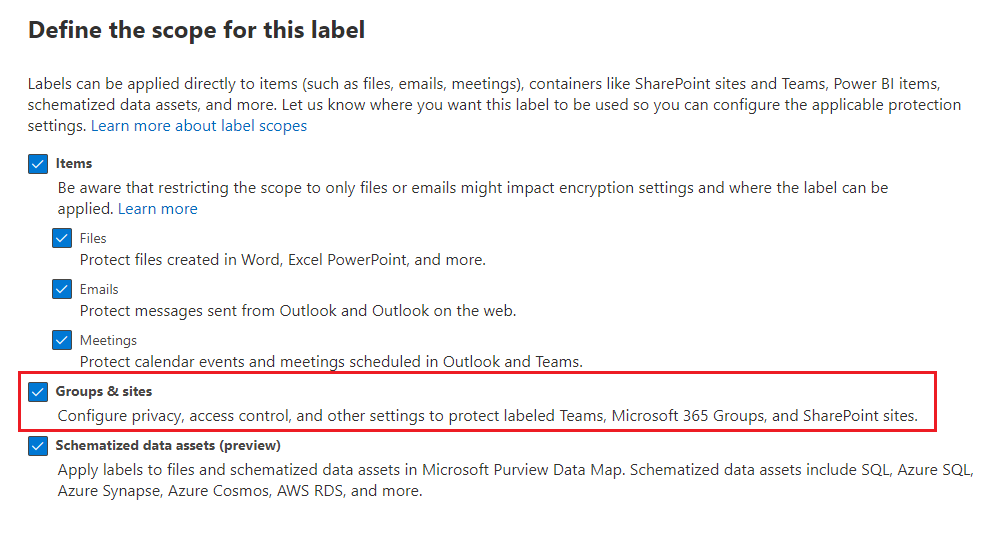 Define the scope for this label
Labels can be applied directly to items (such as files, emails, meetings), containers like SharePoint sites and Teams, Power BI items,
schematized data assets, and more. Let us know where you want this label to be used so you can configure the applicable protection
settings. Learn more about label scopes
Items
Be aware that restricting the scope to only files or emails might impact encryption settings and where the label can be
applied. Learn more
Files
Protect files created in Word, Excel PowerPoint, and more.
Emails
Protect messages sent from Outlook and Outlook on the web.
Meetings
Protect calendar events and meetings scheduled in Outlook and Teams.
Groups & sites
Configure privacy, access control, and other settings to protect labeled Teams, Microsoft 365 Groups, and SharePoint sites.
Schematized data assets (preview)
Apply labels to files and schematized data assets in Microsoft Purview Data Map. Schematized data assets include SQL, Azure SQL,
Azure Synapse, Azure Cosmos, AWS RDS, and more.